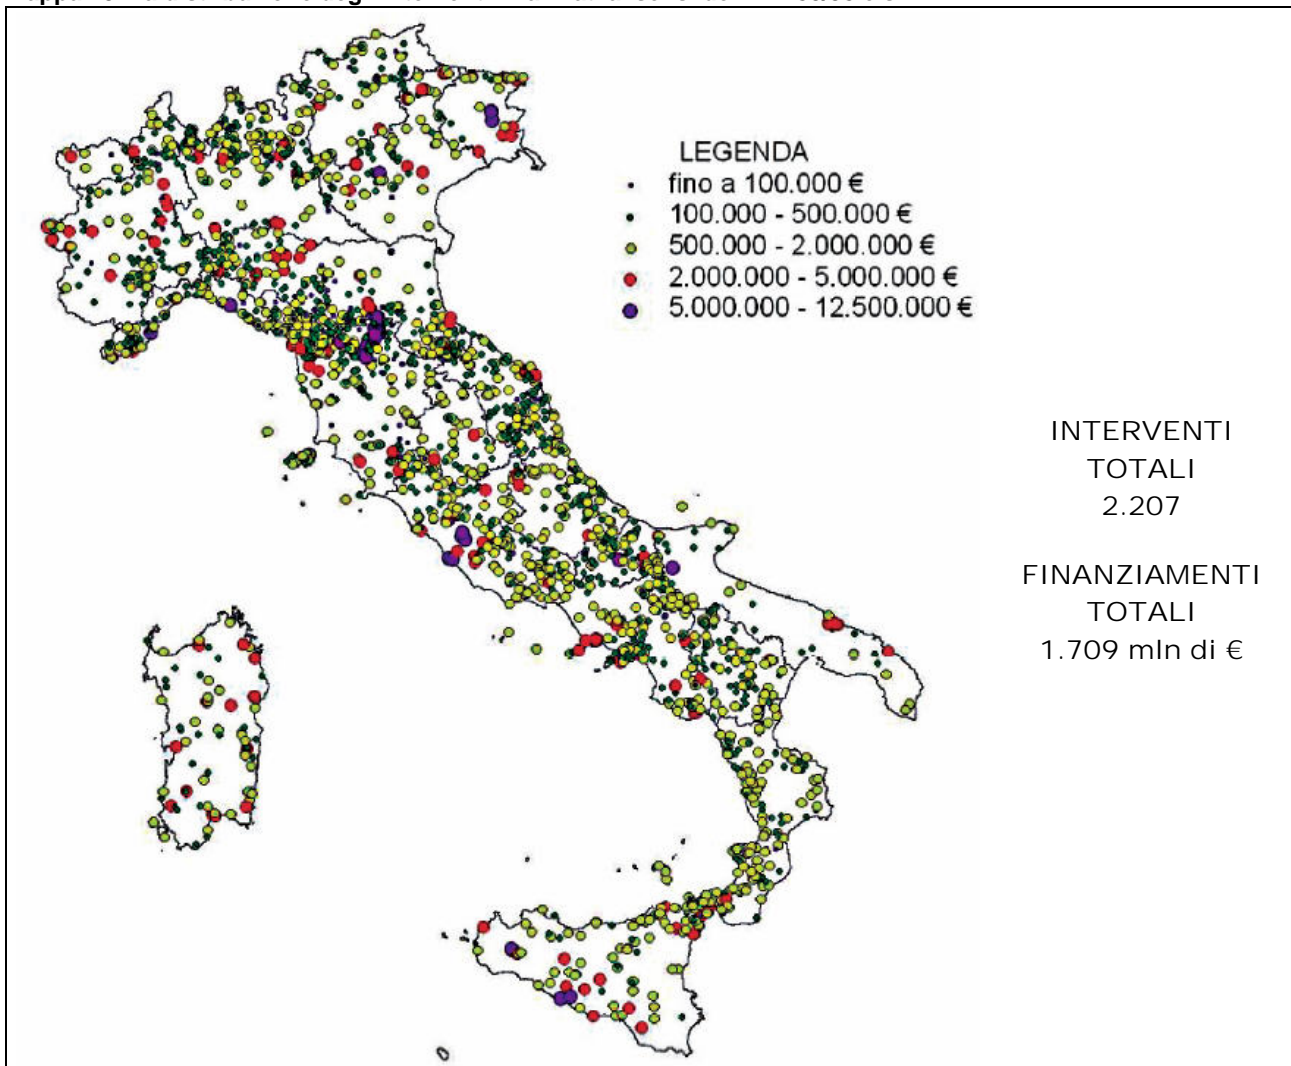 LEGENDA
fino a 100.000 €
100.000 - 500.000 €
500.000 - 2.000.000 €
2.000.000 - 5.000.000 €
5.000.000 - 12.500.000 €
INTERVENTI
TOTALI
2.207
FINANZIAMENTI
TOTALI
1.709 mln di €